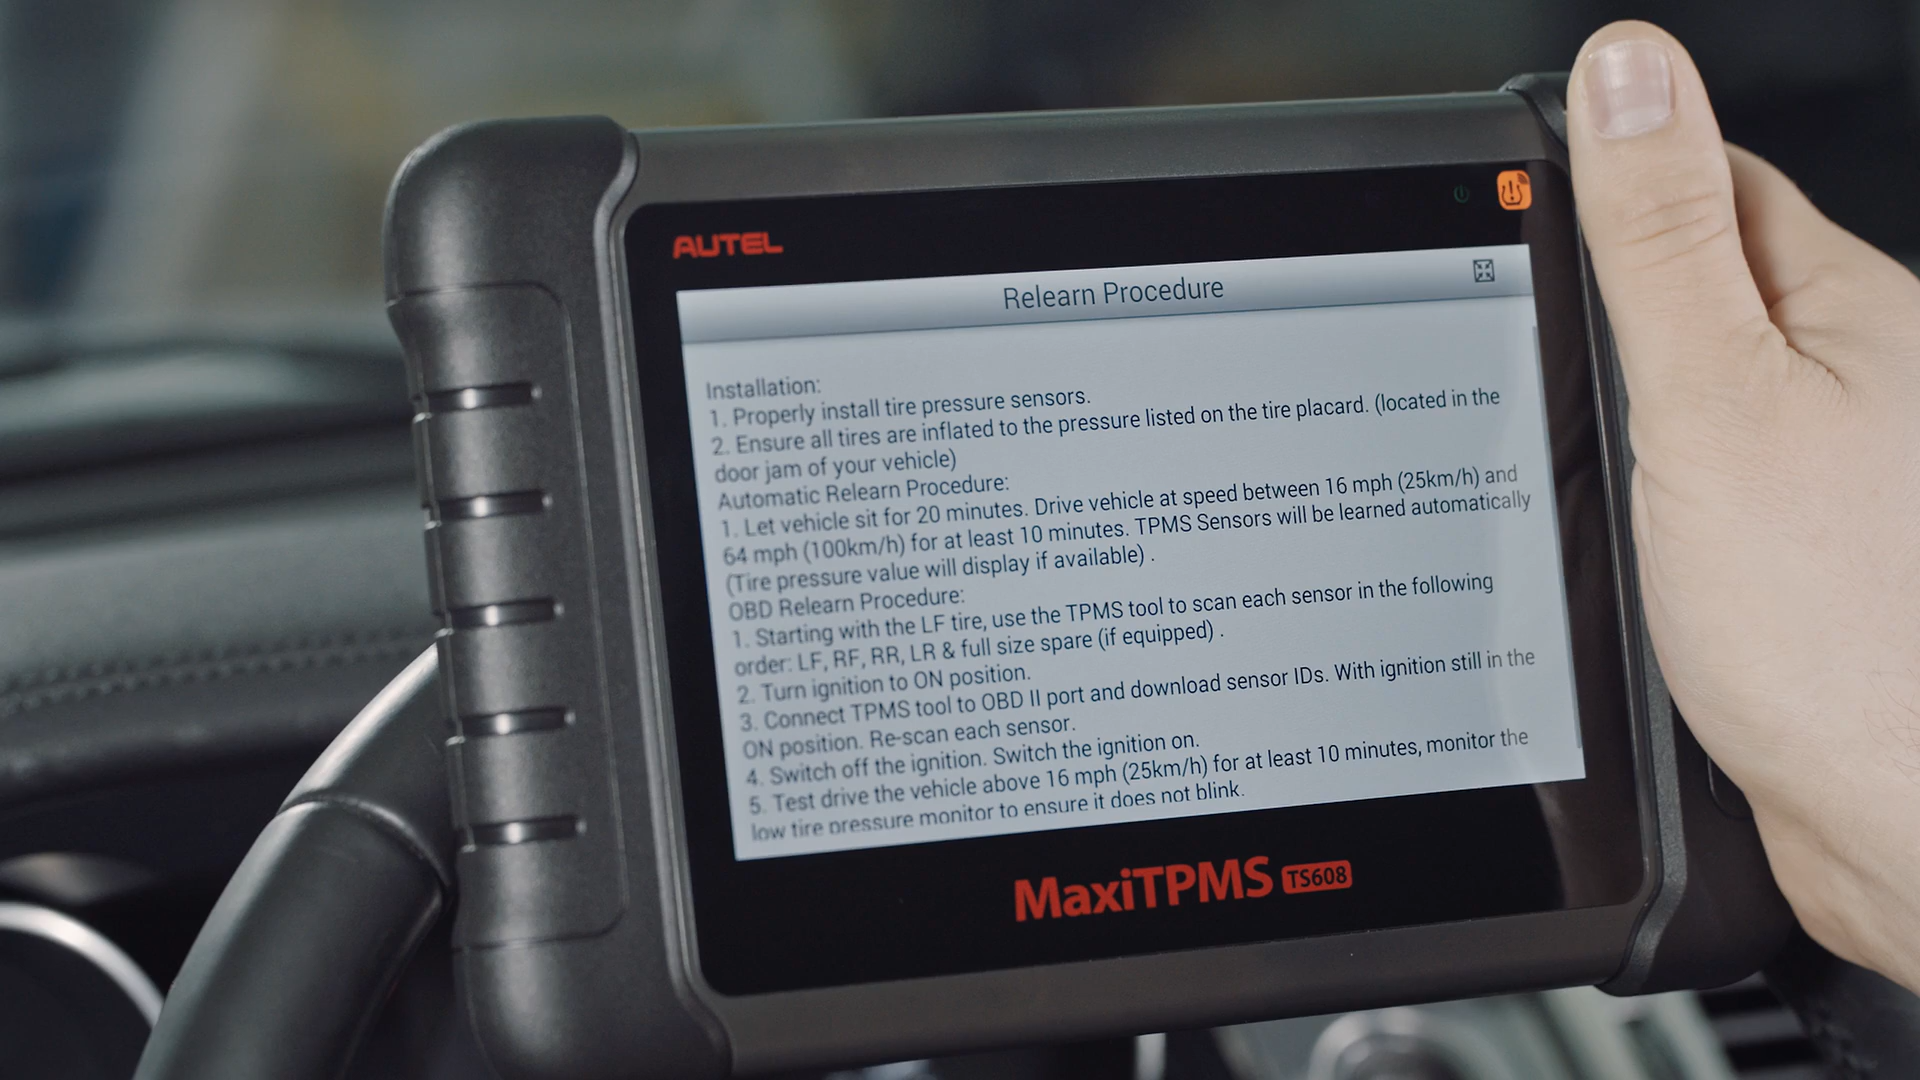 AUTEL
Relearn Procedure
Installation:
1. Properly install tire pressure sensors.
2. Ensure all tires are inflated to the pressure listed on the tire placard. (located in the
door jam of your vehicle)
Automatic Relearn Procedure:
1. Let vehicle sit for 20 minutes. Drive vehicle at speed between 16 mph (25km/h) and
64 mph (100km/h) for at least 10 minutes. TPMS Sensors will be learned automatically
(Tire pressure value will display if available) .
OBD Relearn Procedure:
1. Starting with the LF tire, use the TPMS tool to scan each sensor in the following
order: LF, RF, RR, LR & full size spare (if equipped) .
2. Turn ignition to ON position.
3. Connect TPMS tool to OBD II port and download sensor IDs. With ignition still in the
ON position. Re-scan each sensor.
4. Switch off the ignition. Switch the ignition on.
5. Test drive the vehicle above 16 mph (25km/h) for at least 10 minutes, monitor the
low tire pressure monitor to ensure it does not blink.
MaxiTPMS TS608